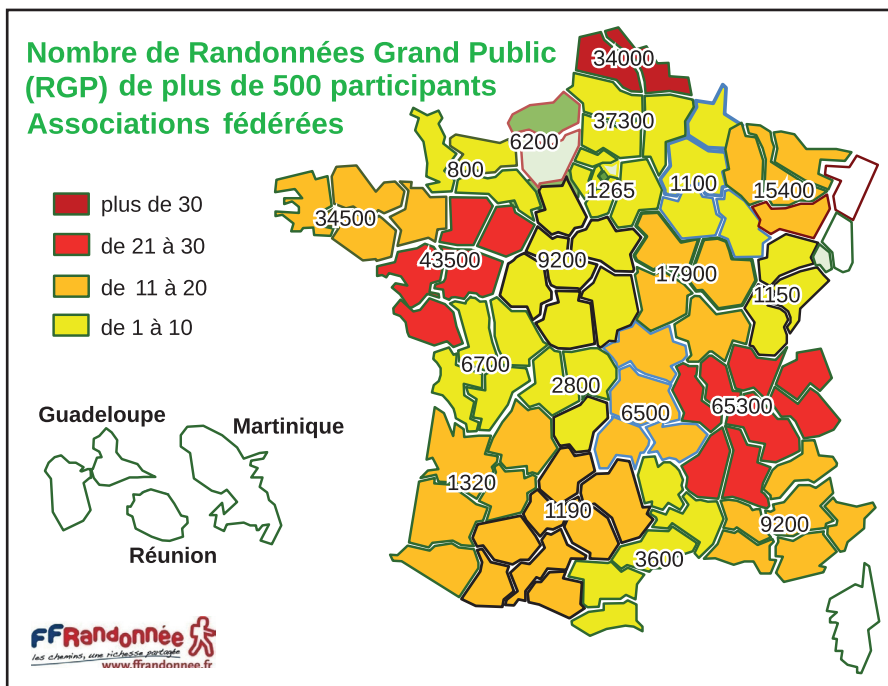 Nombre de Randonnées Grand Public
(RGP) de plus de 500 participants
Associations fédérées
plus de 30
de 21 à 30
de 11 à 20
de 1 à 10
34000
37300
6200
800
1265
1100
15400
34500
43500
9200
17900
1150
6700
2800
6500
65300
1320
1190
9200
3600
Guadeloupe
Martinique
Réunion
FFRandonnée
les chemins, une richesse partagée
www.ffrandonnee.fr